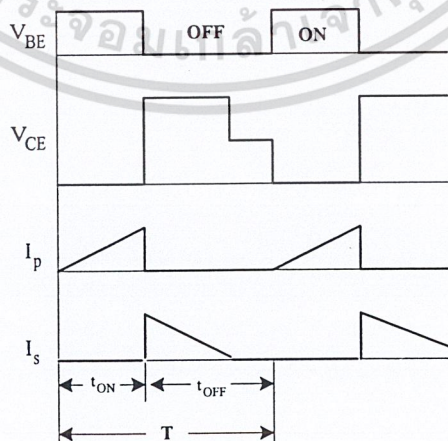 V_BE
OFF
ON
V_CE
I_p
I_s
t_ON
t_OFF
T